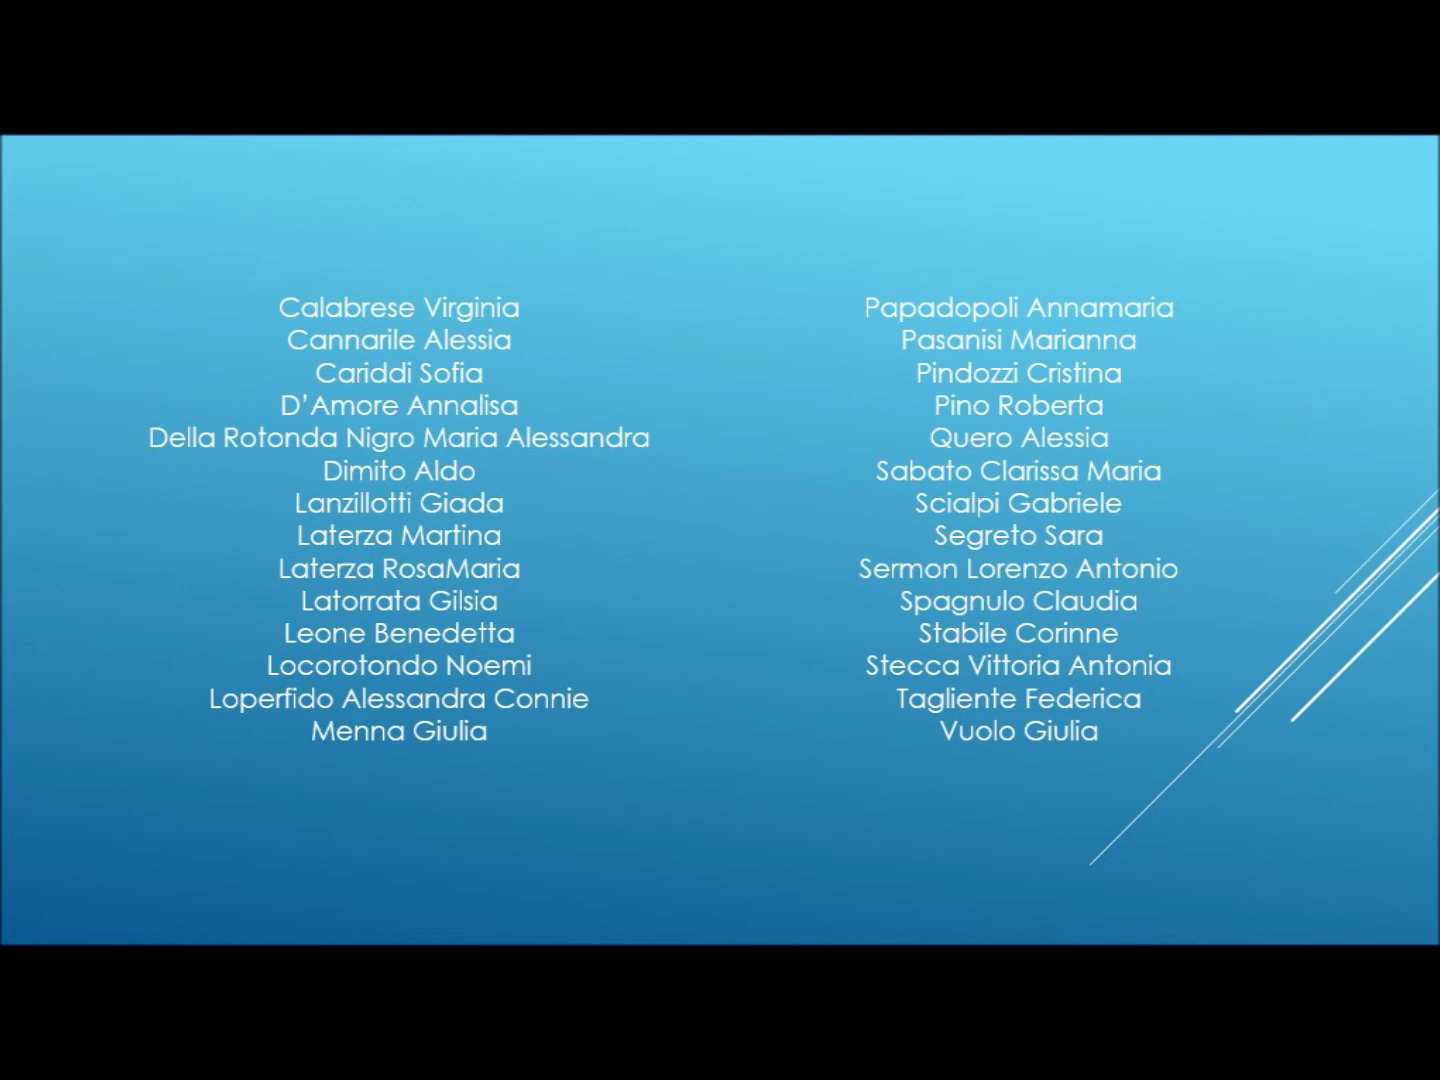 Calabrese Virginia
Cannarile Alessia
Cariddi Sofia
D’Amore Annalisa
Della Rotonda Nigro Maria Alessandra
Dimito Aldo
Lanzillotti Giada
Laterza Martina
Laterza RosaMaria
Latorrata Gilsia
Leone Benedetta
Locorotondo Noemi
Loperfido Alessandra Connie
Menna Giulia
Papadopoli Annamaria
Pasanisi Marianna
Pindozzi Cristina
Pino Roberta
Quero Alessia
Sabato Clarissa Maria
Scialpi Gabriele
Segreto Sara
Sermon Lorenzo Antonio
Spagnulo Claudia
Stabile Corinne
Stecca Vittoria Antonia
Tagliente Federica
Vuolo Giulia